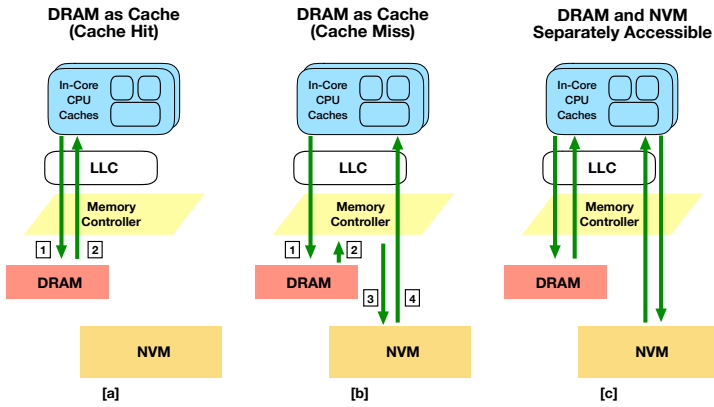 DRAM as Cache
(Cache Hit)
In-Core
CPU
Caches
LLC
Memory
Controller
1
2
DRAM
NVM
[a]
DRAM as Cache
(Cache Miss)
In-Core
CPU
Caches
LLC
Memory
Controller
1
2
DRAM
3
4
NVM
[b]
DRAM and NVM
Separately Accessible
In-Core
CPU
Caches
LLC
Memory
Controller
DRAM
NVM
[c]